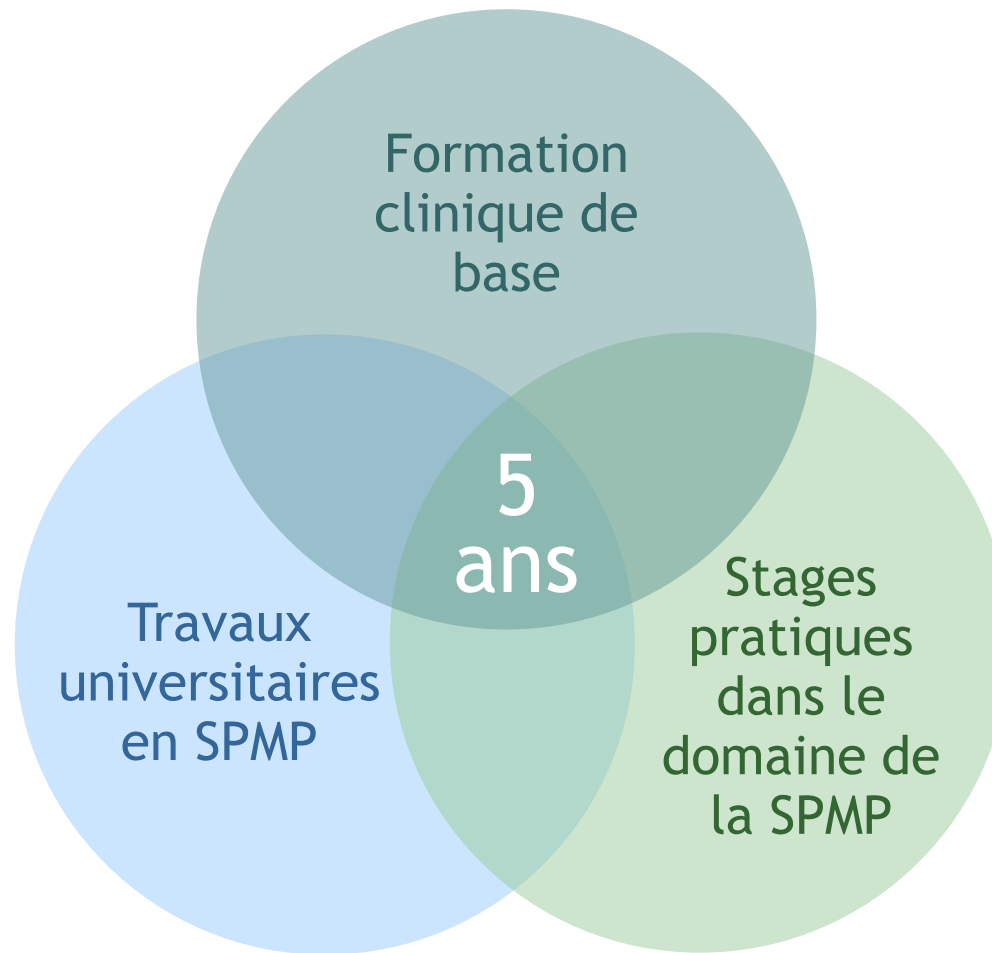 Formation
clinique de
base
5
ans
Travaux
universitaires
en SPMP
Stages
pratiques
dans le
domaine de
la SPMP